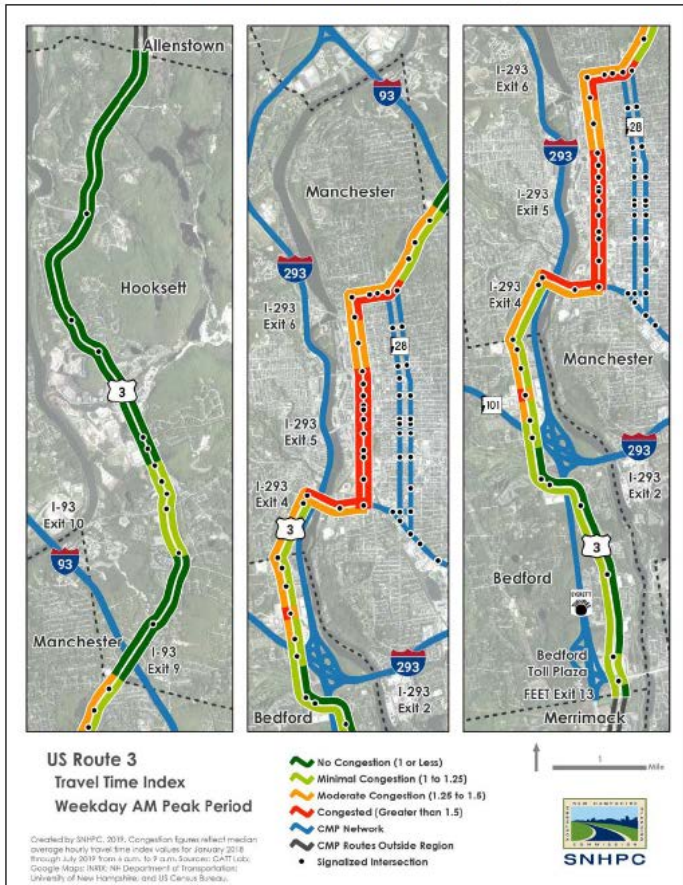 Allenstown
Hooksett
3
I-93
Exit 10
93
Manchester
I-93
Exit 9
93
Manchester
293
I-293
Exit 6
28
I-293
Exit 5
I-293
Exit 4
3
293
I-293
Exit 2
Bedford
I-293
Exit 6
28
293
I-293
Exit 5
I-293
Exit 4
Manchester
101
293
I-293
Exit 2
3
Bedford
Bedford
Toll Plaza
FEET Exit 13
Merrimack
US Route 3
Travel Time Index
Weekday AM Peak Period
Created by SNHPC, 2019. Congestion figures reflect median
average hourly travel time index values for January 2018
through July 2019 from 6 a.m. to 9 a.m. Sources: CATT Lab;
Google Maps; INRIX; NH Department of Transportation;
University of New Hampshire; and US Census Bureau.
No Congestion (1 or Less)
Minimal Congestion (1 to 1.25)
Moderate Congestion (1.25 to 1.5)
Congested (Greater than 1.5)
CMP Network
CMP Routes Outside Region
Signalized Intersection
1
Mile
NEW HAMPSHIRE
COMMISSION
SNHPC